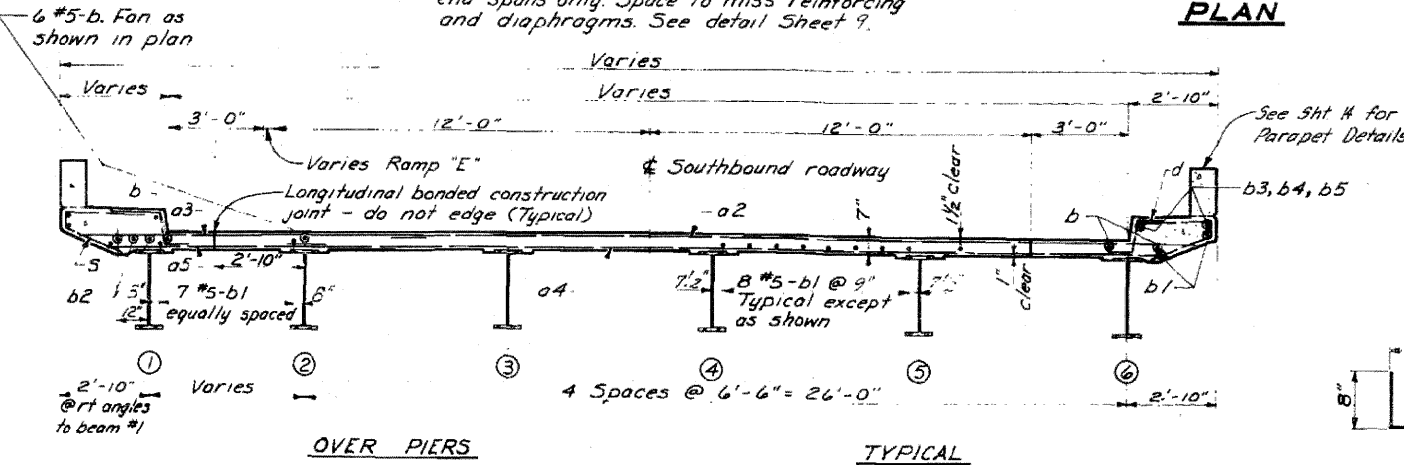 end spans only. Space to miss reinforcing
and diaphragms. See detail Sheet 9.
PLAN
6 #5-b. Fan as
shown in plan
Varies
Varies
Varies
2'-10"
3'-0"
12'-0"
12'-0"
3'-0"
See Sht 14 for
Parapet Details
Varies Ramp "E"
℄ Southbound roadway
1½" clear
d
b
Longitudinal bonded construction
joint - do not edge (Typical)
a3
a2
7"
b
b3, b4, b5
S
a5
2'-10"
b2
5"
7 #5-b1
equally spaced
6"
12"
a4
7½"
8 #5-b1 @ 9"
Typical except
as shown
7½"
1"
clear
b1
1
2
3
4
5
6
2'-10"
@ rt angles
to beam #1
Varies
4 Spaces @ 6'-6" = 26'-0"
2'-10"
8"
OVER PIERS
TYPICAL